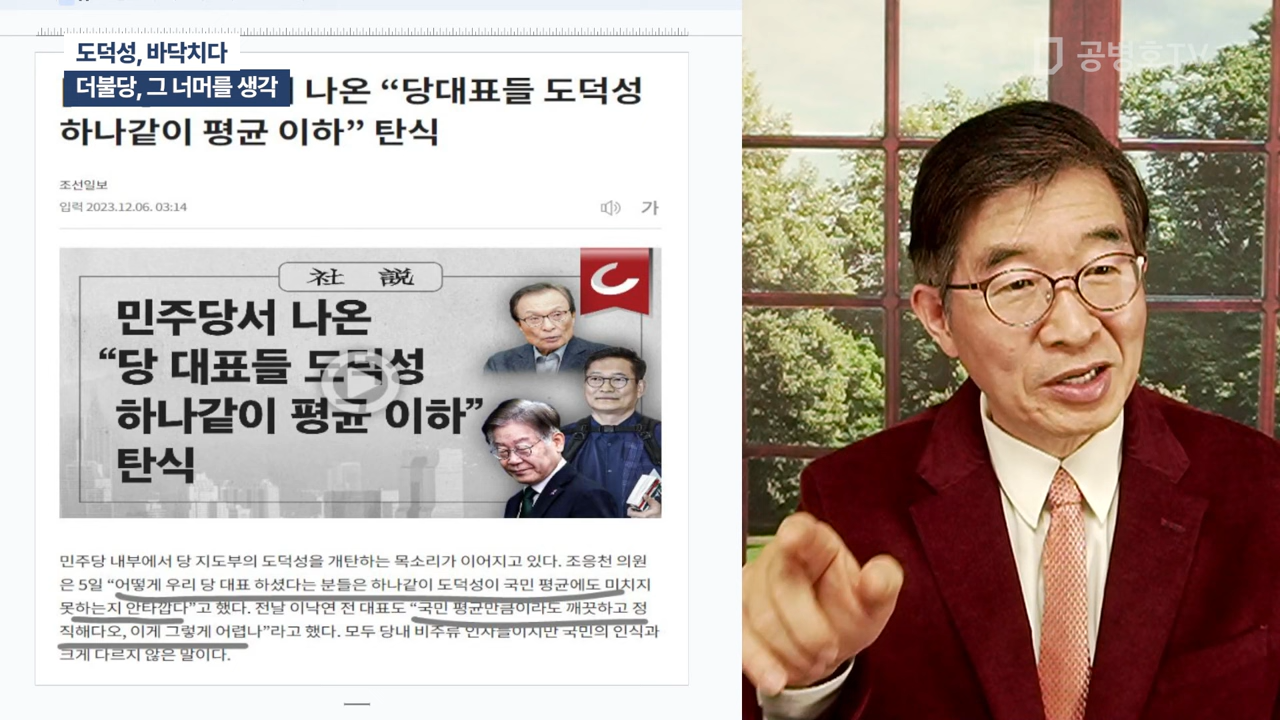 도덕성, 바닥치다
더불당, 그 너머를 생각
나온 “당대표들 도덕성
하나같이 평균 이하” 탄식
조선일보
입력 2023.12.06. 03:14
가
社 説
민주당서 나온
“당 대표들 도덕성
하나같이 평균 이하”
탄식
민주당 내부에서 당 지도부의 도덕성을 개탄하는 목소리가 이어지고 있다. 조응천 의원
은 5일 “어떻게 우리 당 대표 하셨다는 분들은 하나같이 도덕성이 국민 평균에도 미치지
못하는지 안타깝다”고 했다. 전날 이낙연 전 대표도 “국민 평균만큼이라도 깨끗하고 정
직해다오, 이게 그렇게 어렵나”라고 했다. 모두 당내 비주류 인사들이지만 국민의 인식과
크게 다르지 않은 말이다.
공병호TV